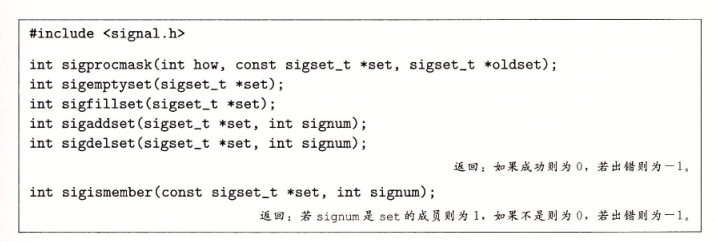 #include <signal.h>
int sigprocmask(int how, const sigset_t *set, sigset_t *oldset);
int sigemptyset(sigset_t *set);
int sigfillset(sigset_t *set);
int sigaddset(sigset_t *set, int signum);
int sigdelset(sigset_t *set, int signum);
返回：如果成功则为 0，若出错则为－1。
int sigismember(const sigset_t *set, int signum);
返回：若 signum 是 set 的成员则为 1，如果不是则为 0，若出错则为－1。